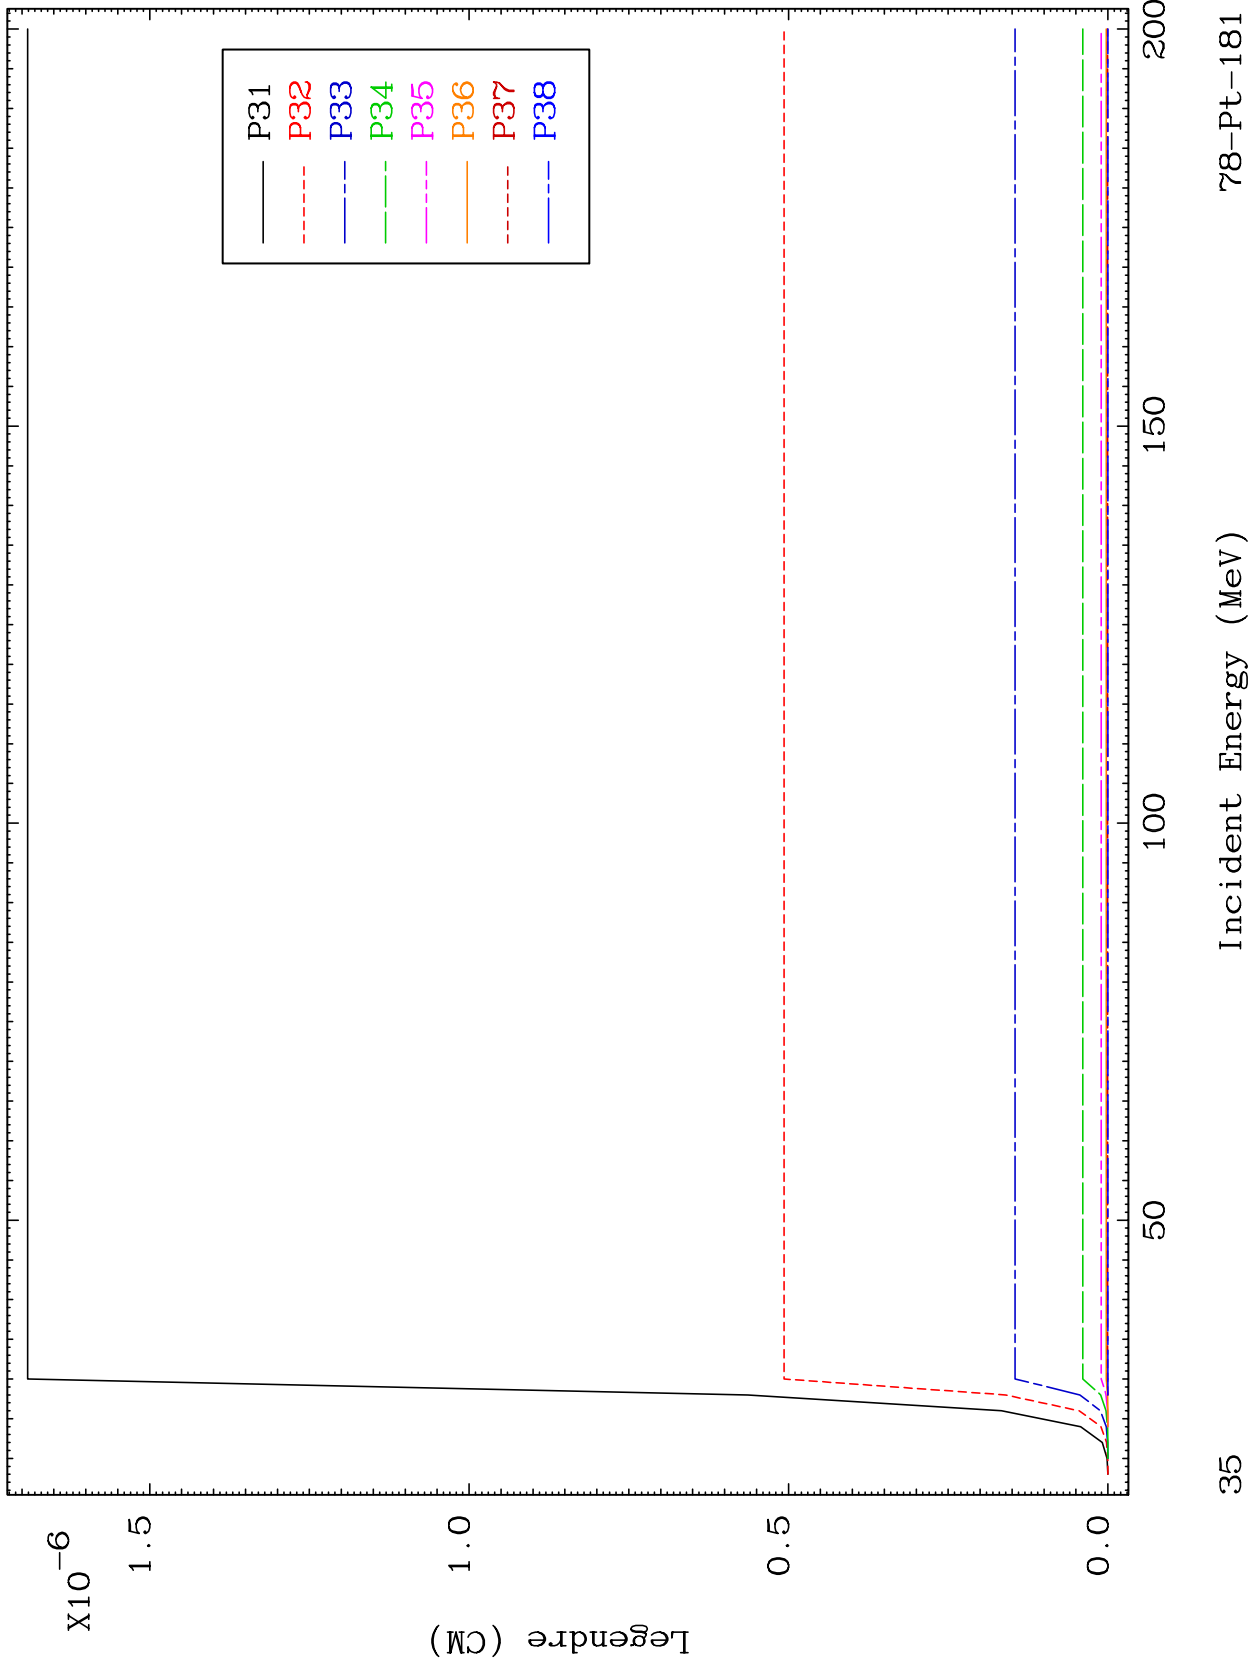 X10-6
1.5
1.0
0.5
0.0
Legendre (CM)
P31
P32
P33
P34
P35
P36
P37
P38
50
100
150
200
Incident Energy (MeV)
35
78-Pt-181